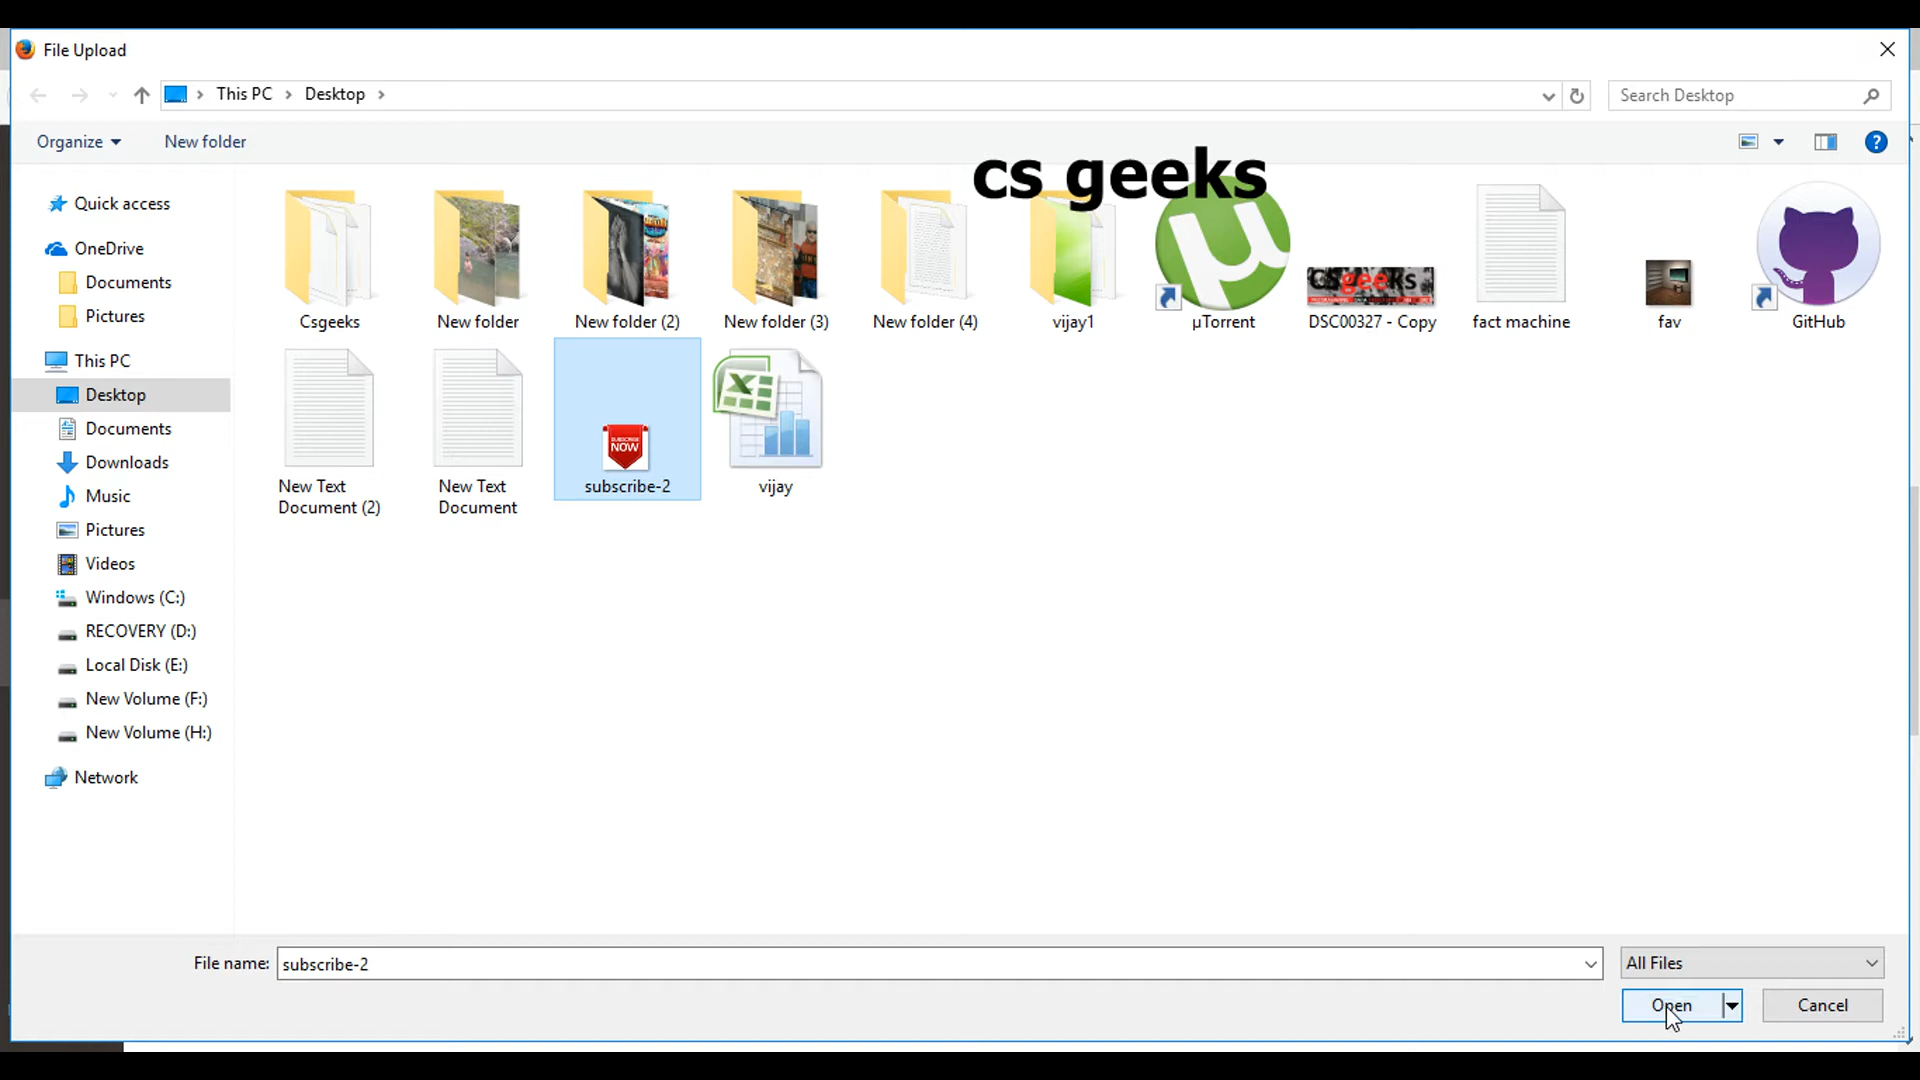 File Upload
This PC
Desktop
Search Desktop
Organize
New folder
cs geeks
Quick access
OneDrive
Documents
Pictures
This PC
Desktop
Documents
Downloads
Music
Pictures
Videos
Windows (C:)
RECOVERY (D:)
Local Disk (E:)
New Volume (F:)
New Volume (H:)
Network
Csgeeks
New folder
New folder (2)
New folder (3)
New folder (4)
vijay1
µ
µTorrent
CSgeeks
DSC00327 - Copy
fact machine
fav
GitHub
New Text
Document (2)
New Text
Document
SUBSCRIBE
NOW
subscribe-2
X
vijay
File name:
subscribe-2
All Files
Open
Cancel